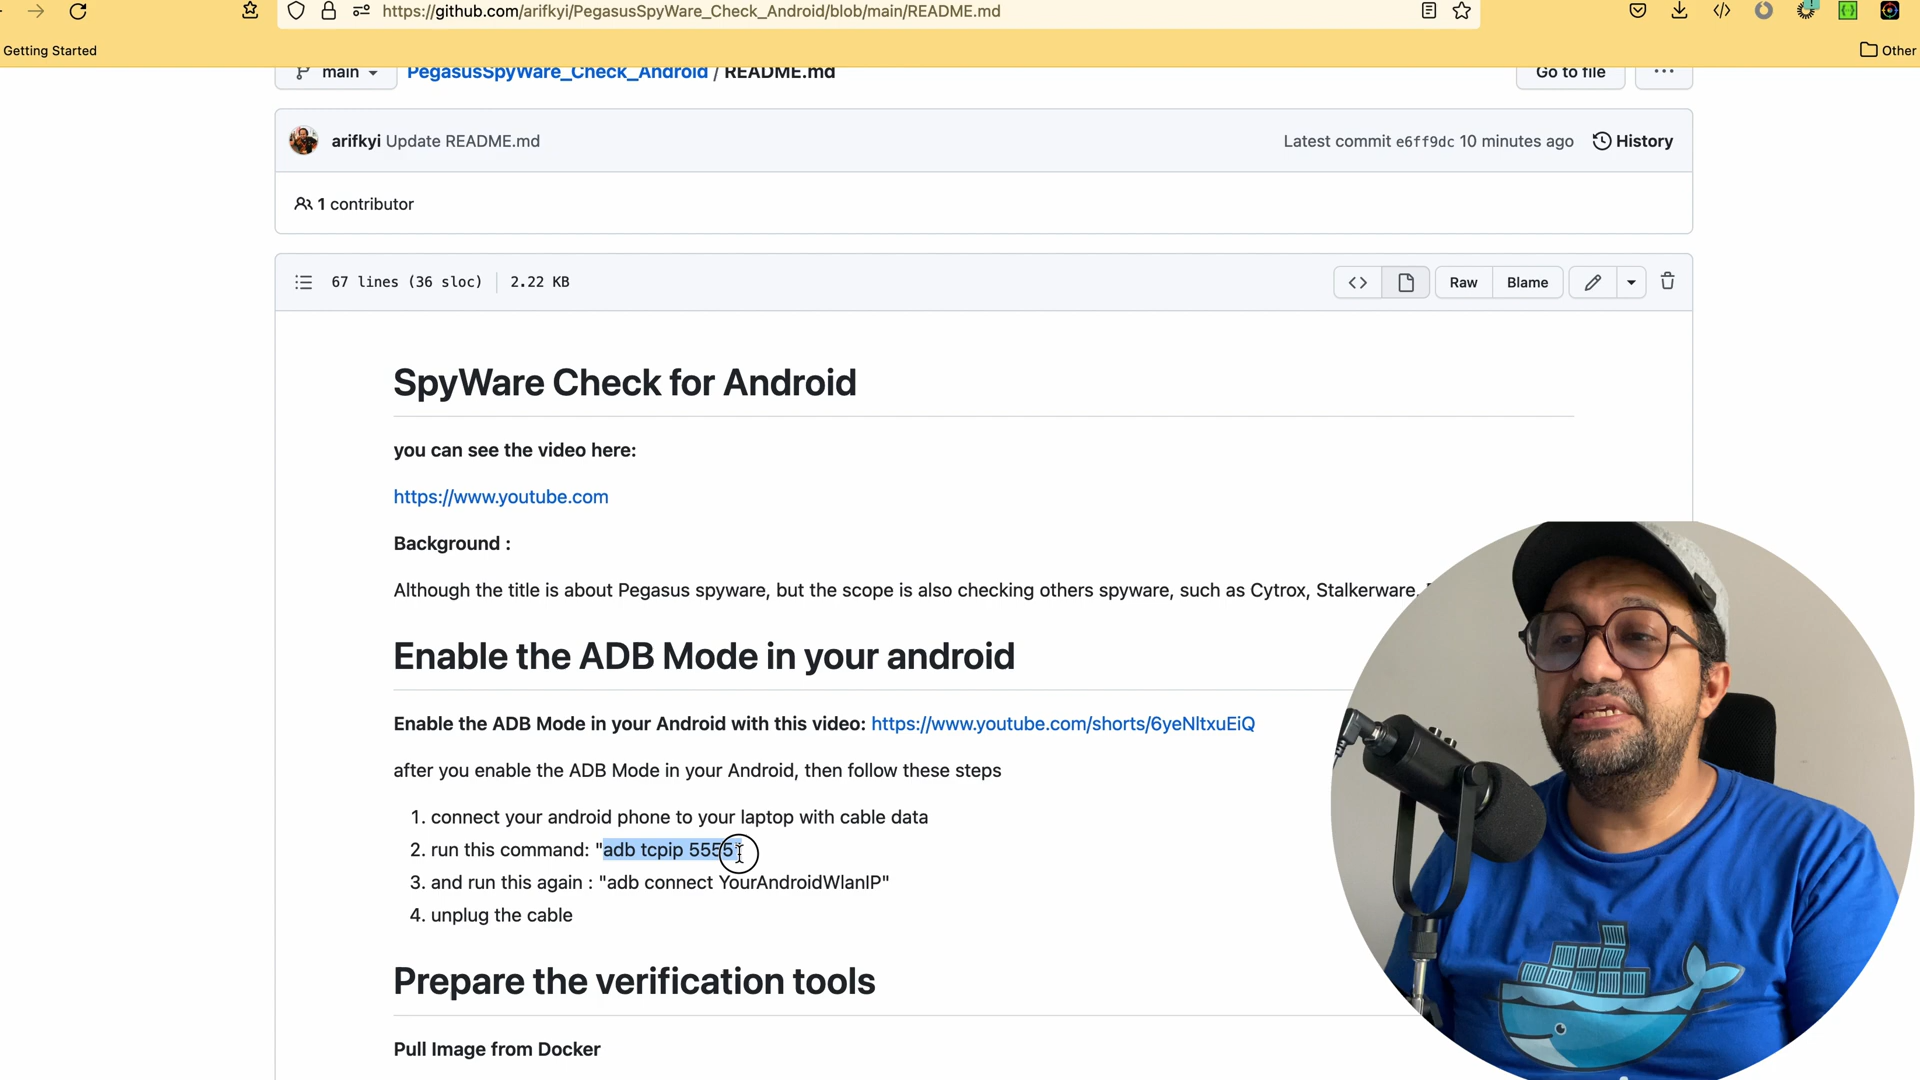 https://github.com/arifkyi/PegasusSpyWare_Check_Android/blob/main/README.md
Getting Started
Other
main
PegasusSpyWare_Check_Android / README.md
Go to file
arifkyi Update README.md
Latest commit e6ff9dc 10 minutes ago
History
1 contributor
67 lines (36 sloc)
2.22 KB
Raw
Blame
SpyWare Check for Android
you can see the video here:
https://www.youtube.com
Background :
Although the title is about Pegasus spyware, but the scope is also checking others spyware, such as Cytrox, Stalkerware,
Enable the ADB Mode in your android
Enable the ADB Mode in your Android with this video: https://www.youtube.com/shorts/6yeNltxuEiQ
after you enable the ADB Mode in your Android, then follow these steps
1. connect your android phone to your laptop with cable data
2. run this command: "adb tcpip 5555"
3. and run this again : "adb connect YourAndroidWlanIP"
4. unplug the cable
Prepare the verification tools
Pull Image from Docker